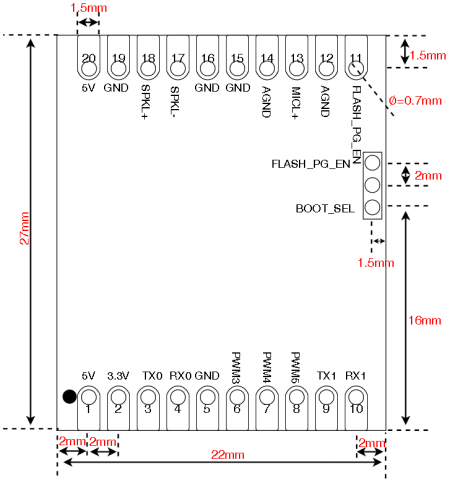 1.5mm
20 19 18 17 16 15 14 13 12 11
1.5mm
5V GND SPKL+ SPKL- GND GND AGND MICL+ AGND FLASH_PG_EN
Ø=0.7mm
FLASH_PG_EN
2mm
BOOT_SEL
27mm
1.5mm
16mm
5V 3.3V TX0 RX0 GND PWM3 PWM4 PWM5 TX1 RX1
1 2 3 4 5 6 7 8 9 10
2mm 2mm 2mm
22mm